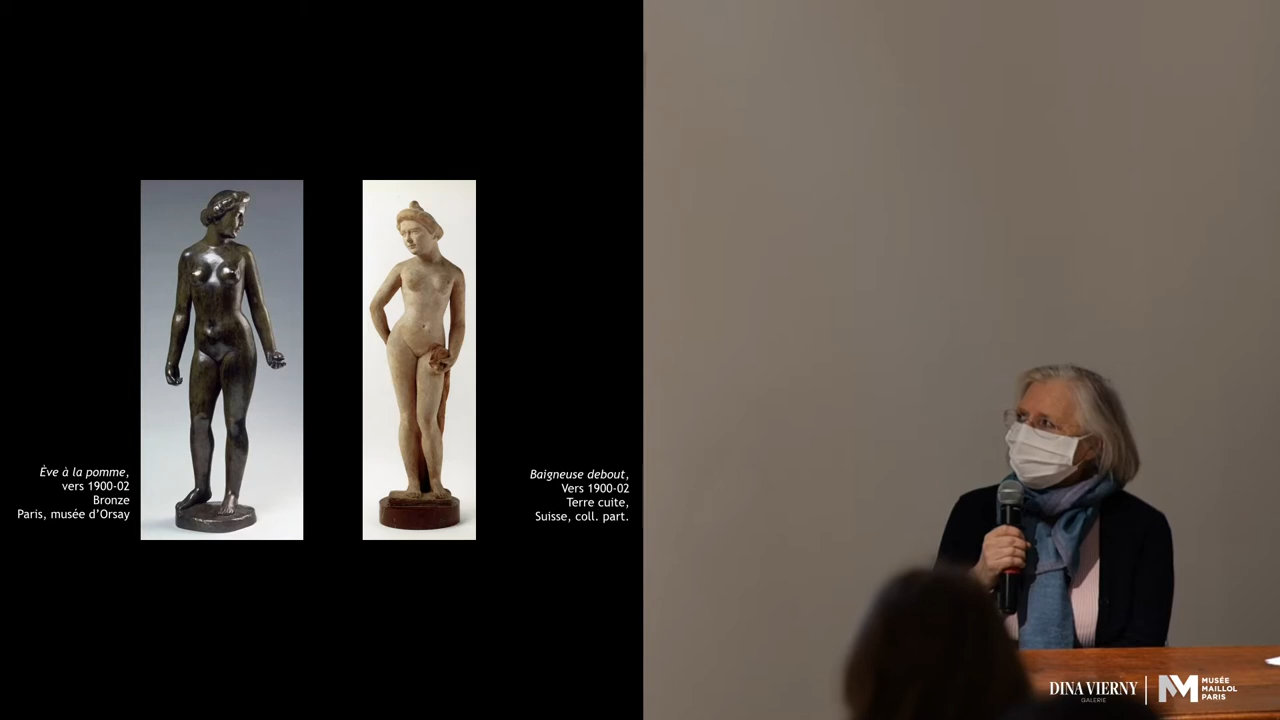 Ève à la pomme,
vers 1900-02
Bronze
Paris, musée d'Orsay
Baigneuse debout,
Vers 1900-02
Terre cuite,
Suisse, coll. part.
DINA VIERNY
GALERIE
MUSÉE
MAILLOL
PARIS